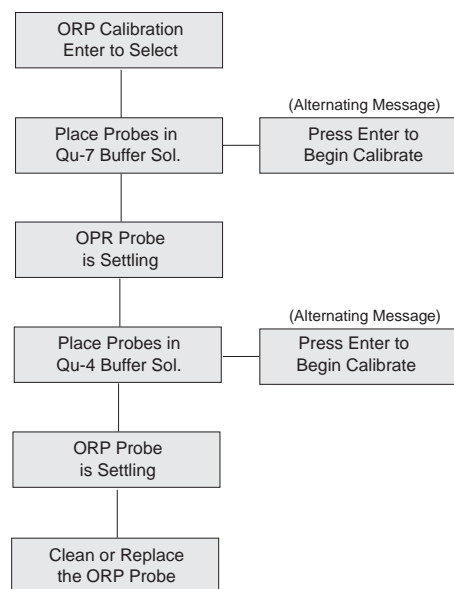 ORP Calibration
Enter to Select
(Alternating Message)
Place Probes in
Qu-7 Buffer Sol.
Press Enter to
Begin Calibrate
OPR Probe
is Settling
(Alternating Message)
Place Probes in
Qu-4 Buffer Sol.
Press Enter to
Begin Calibrate
ORP Probe
is Settling
Clean or Replace
the ORP Probe